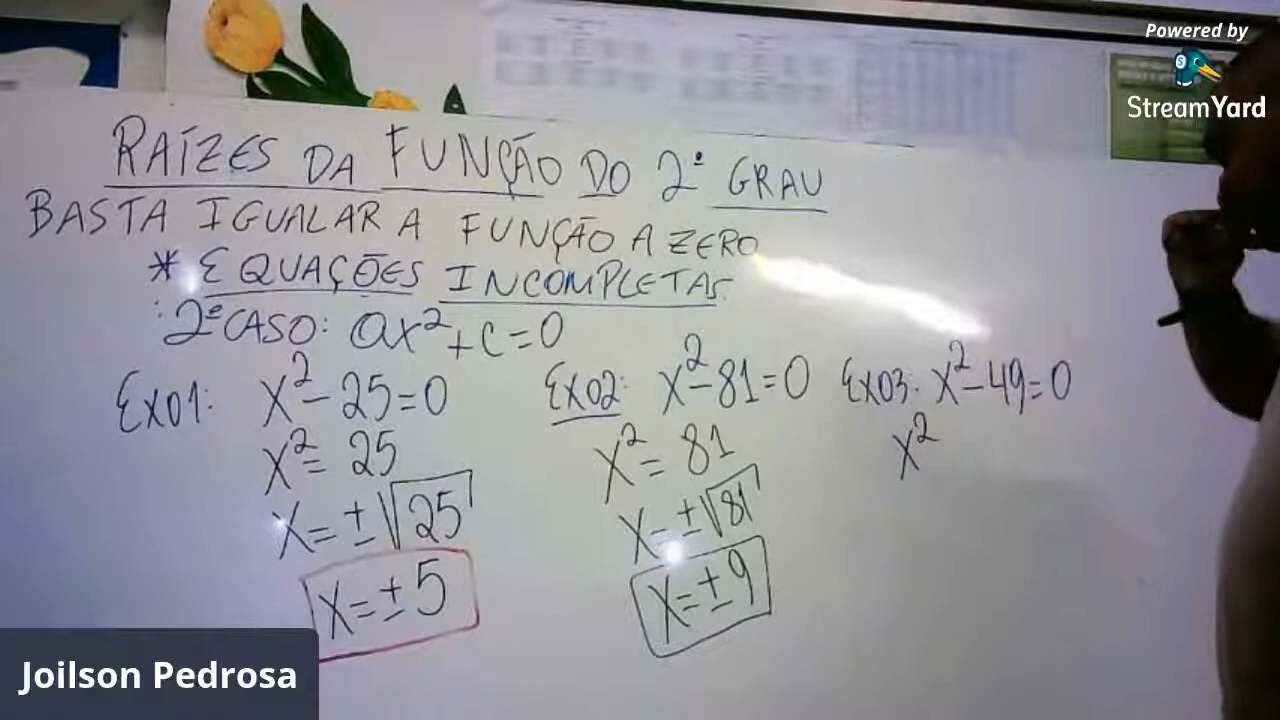 Powered by
StreamYard
RAÍZES DA FUNÇÃO DO 2º GRAU
BASTA IGUALAR A FUNÇÃO A ZERO
* EQUAÇÕES INCOMPLETAS.
2º CASO: ax²+c=0
Ex01: x²-25=0
x²=25
x=±√25
x=±5
Ex02: x²-81=0
x²=81
x=±√81
x=±9
Ex03: x²-49=0
x²
Joilson Pedrosa